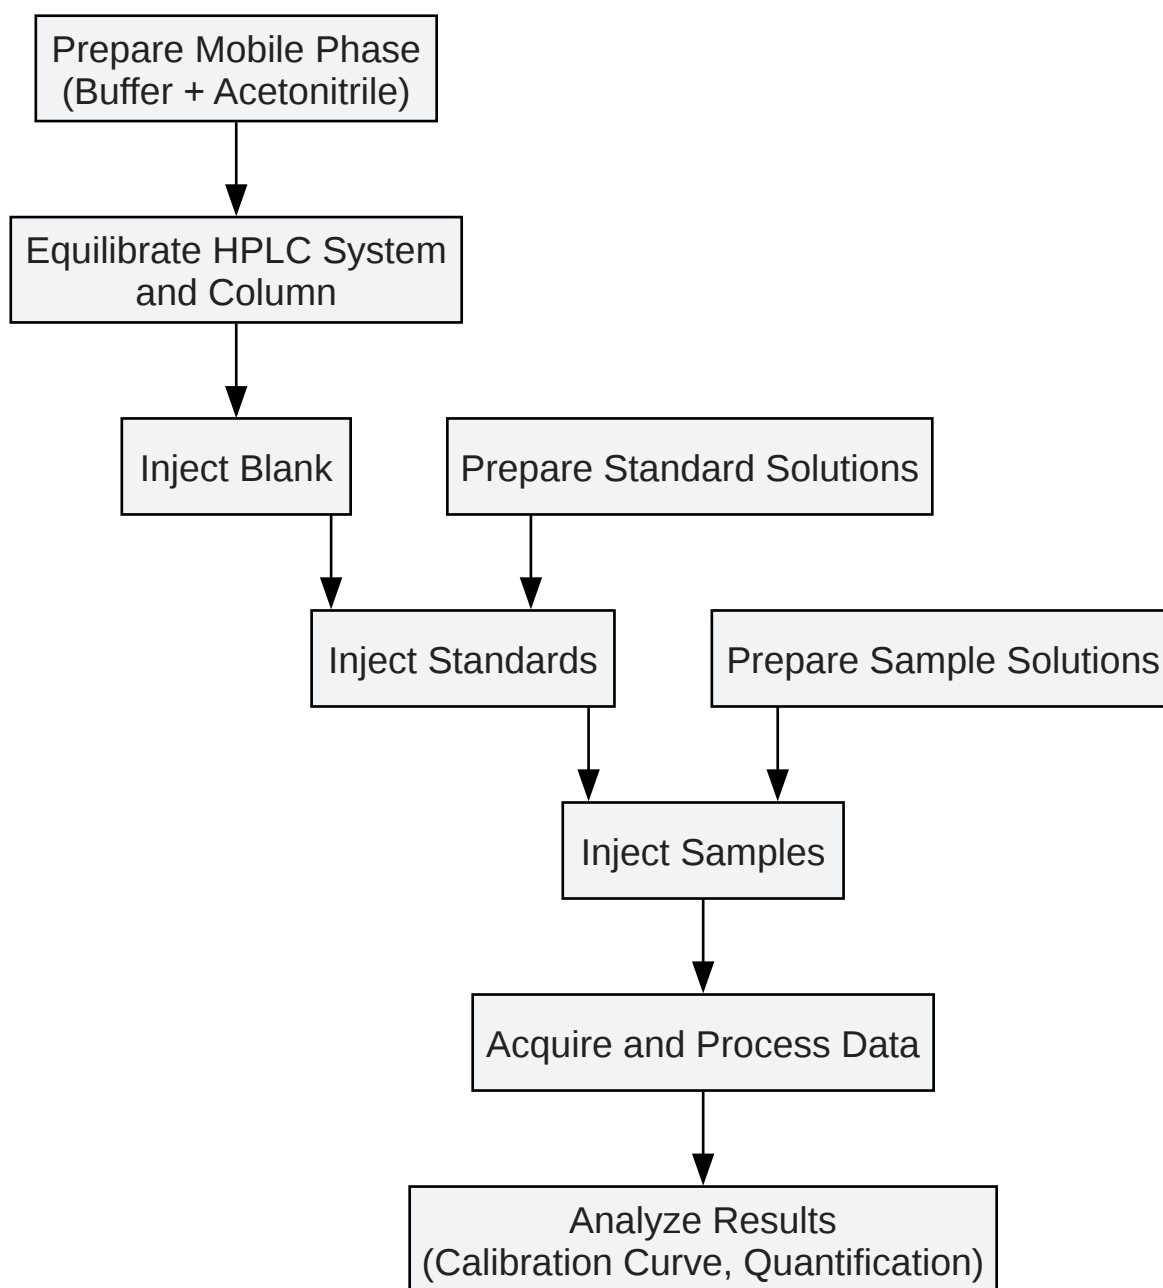 Prepare Mobile Phase
(Buffer + Acetonitrile)
Equilibrate HPLC System
and Column
Inject Blank
Prepare Standard Solutions
Inject Standards
Prepare Sample Solutions
Inject Samples
Acquire and Process Data
Analyze Results
(Calibration Curve, Quantification)